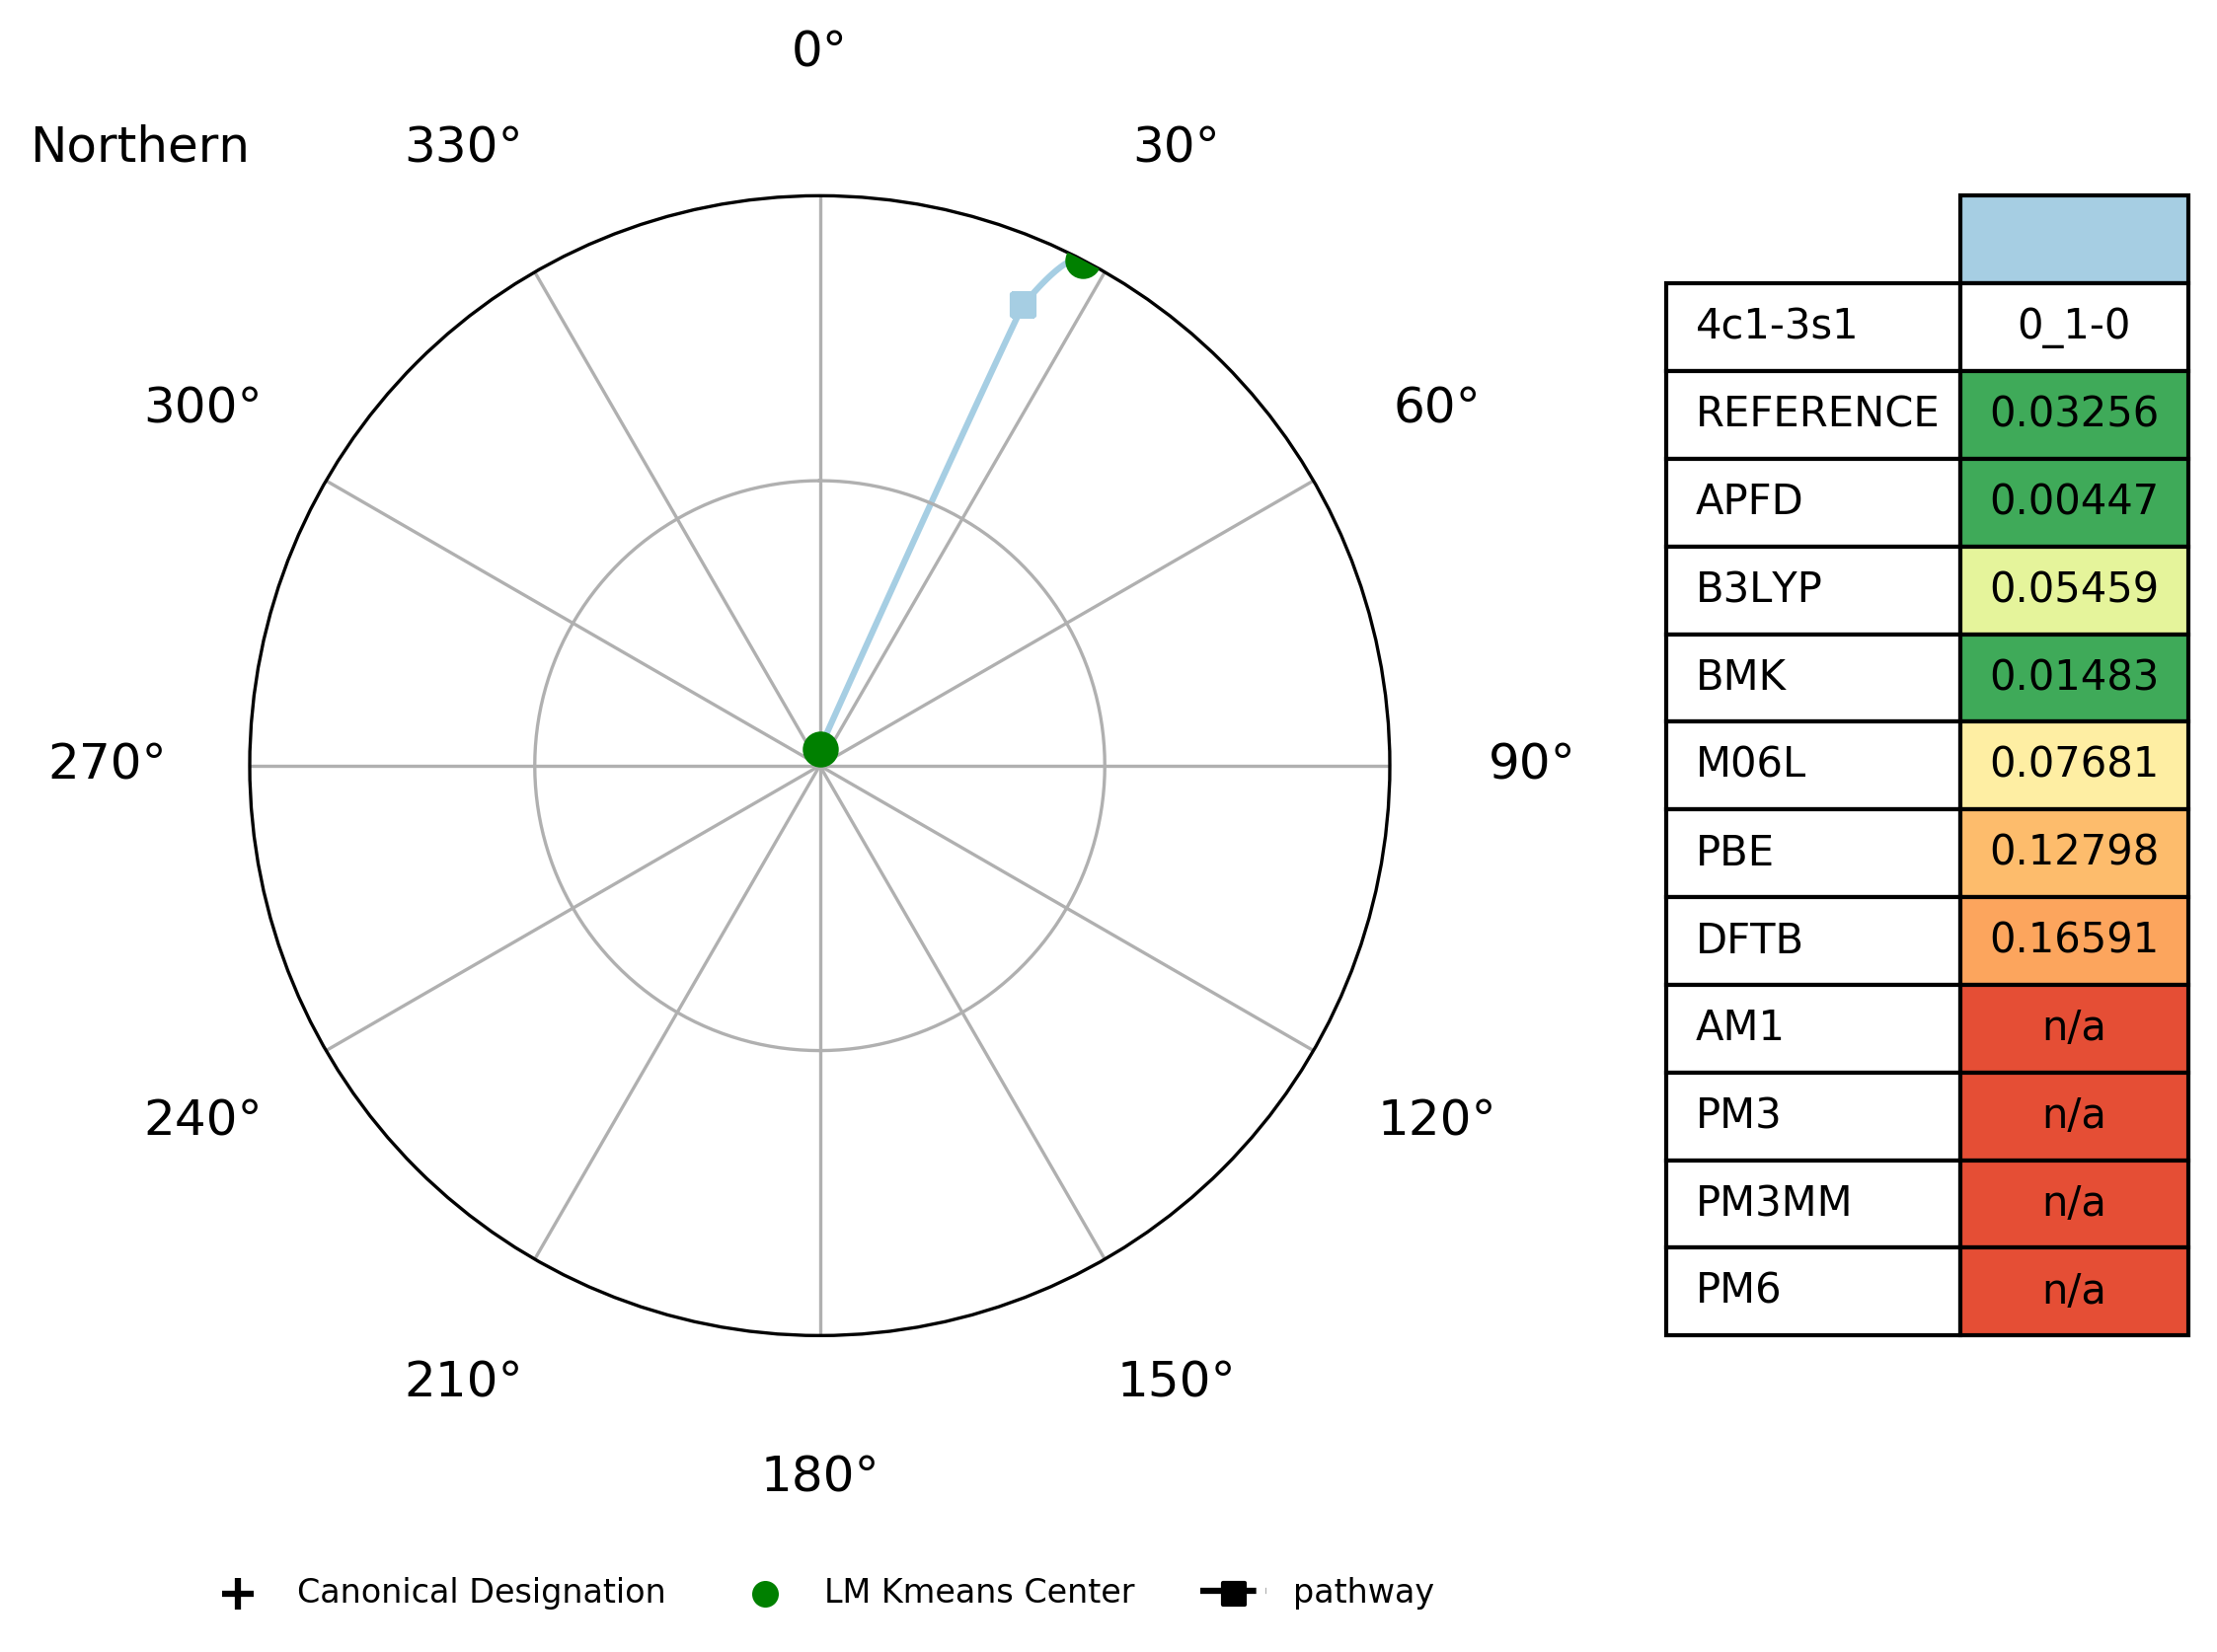 0°
Northern
330°
30°
300°
60°
270°
90°
240°
120°
210°
150°
180°
4c1-3s1 0_1-0
REFERENCE 0.03256
APFD 0.00447
B3LYP 0.05459
BMK 0.01483
M06L 0.07681
PBE 0.12798
DFTB 0.16591
AM1 n/a
PM3 n/a
PM3MM n/a
PM6 n/a
Canonical Designation LM Kmeans Center pathway